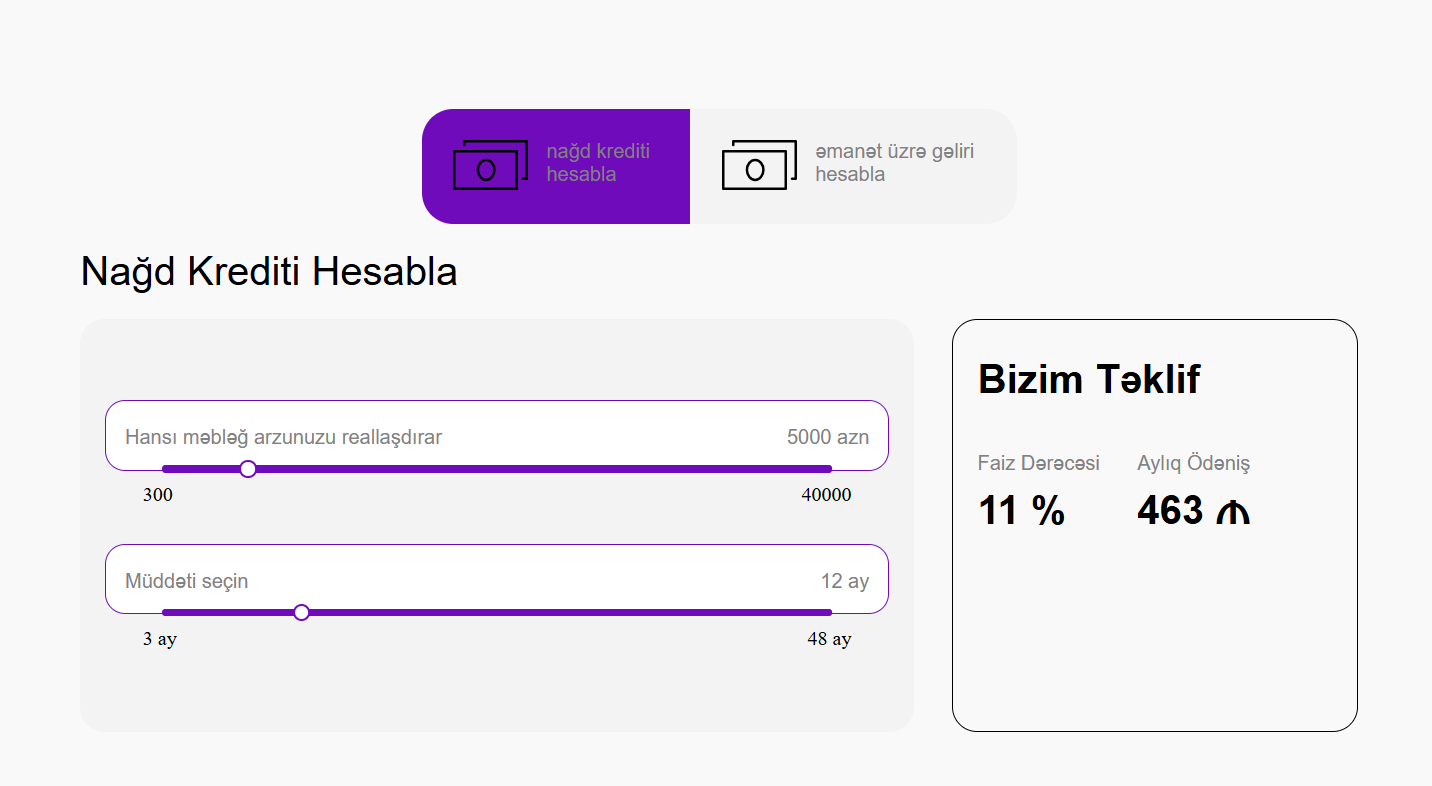 nağd krediti
hesabla
əmanət üzrə gəliri
hesabla
Nağd Krediti Hesabla
Hansı məbləğ arzunuzu reallaşdırar 5000 azn
300 40000
Müddəti seçin 12 ay
3 ay 48 ay
Bizim Təklif
Faiz Dərəcəsi Aylıq Ödəniş
11 % 463 ₼